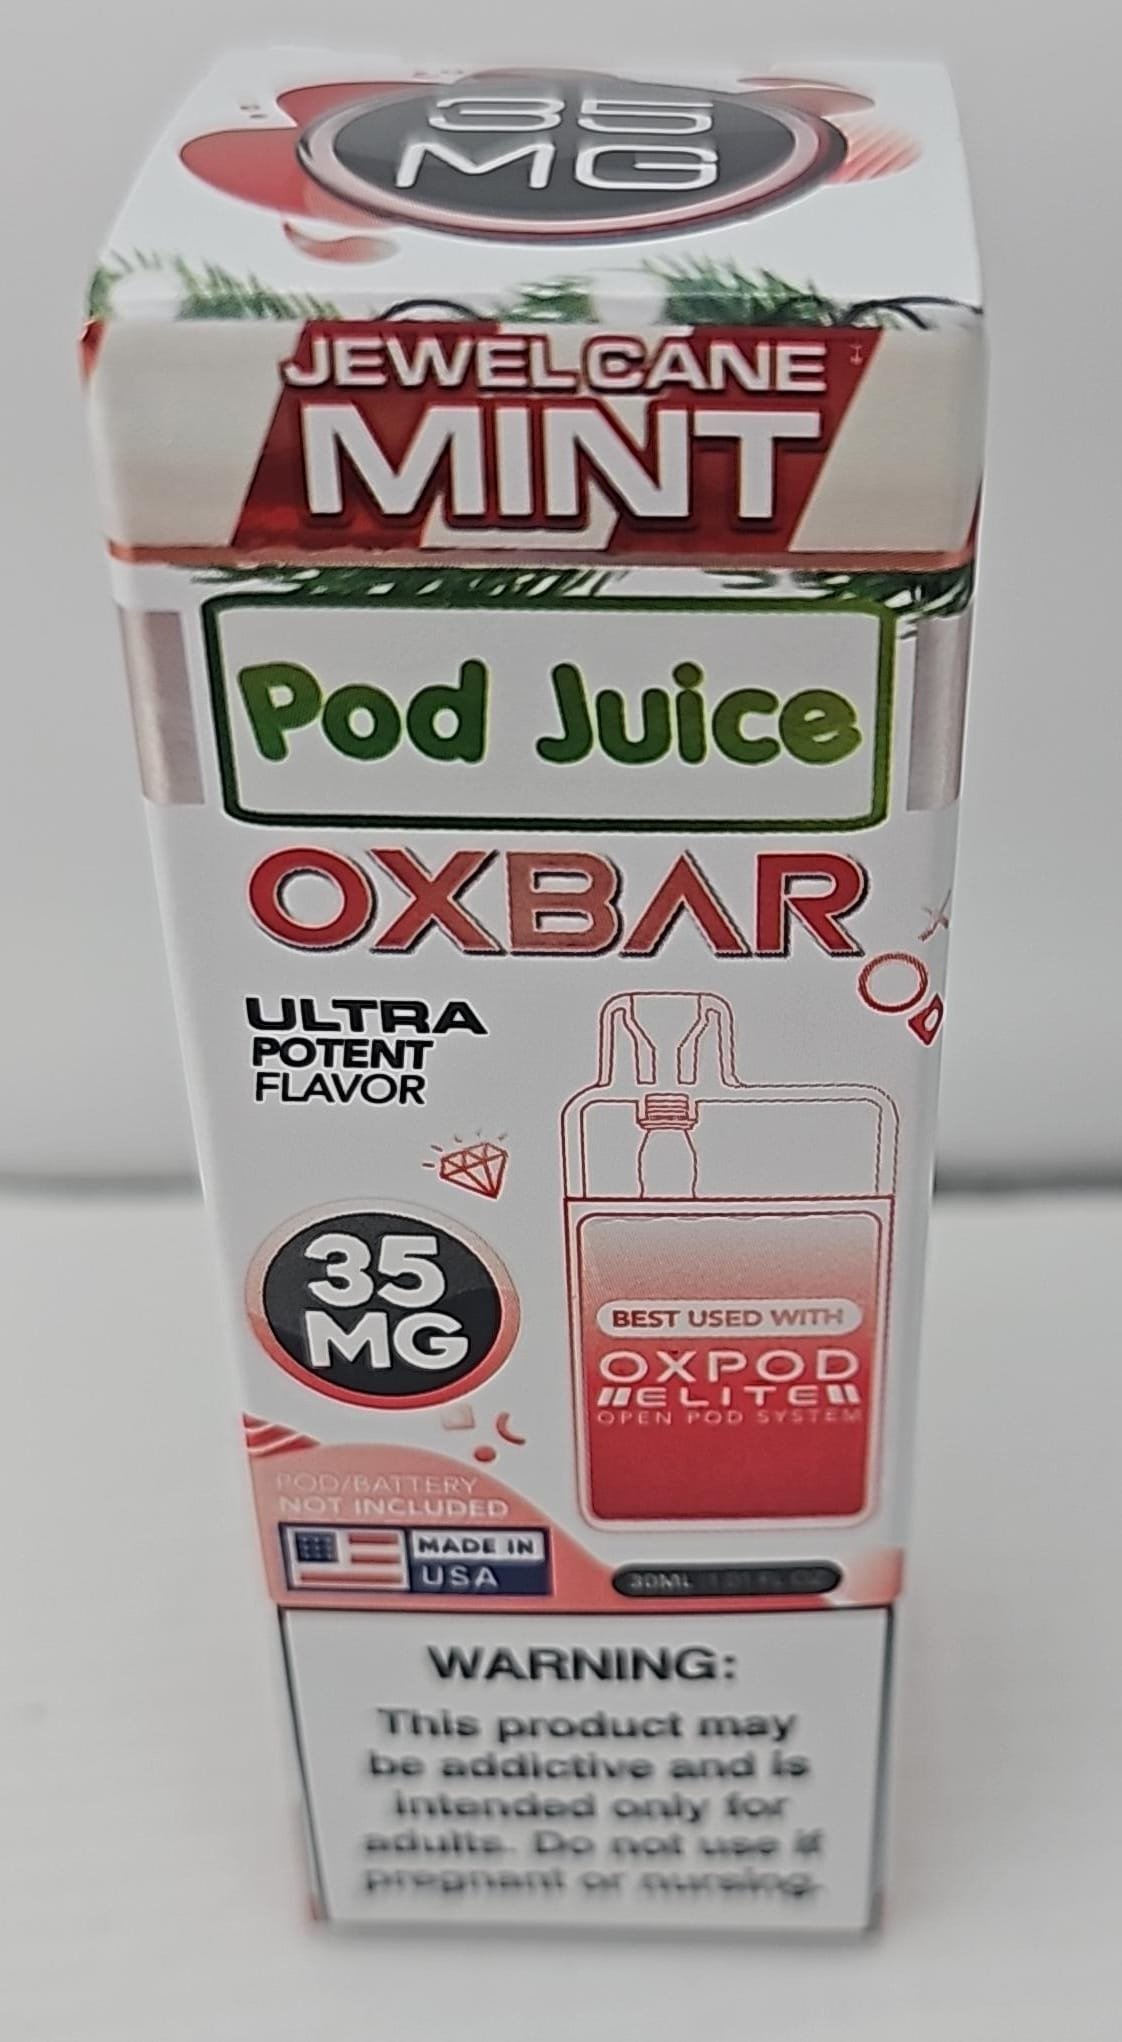 35
MG
JEWEL CANE
MINT
Pod Juice
OXBAR
ULTRA
POTENT
FLAVOR
35
MG
BEST USED WITH
OXPOD
ELITE
OPEN POD SYSTEM
POD/BATTERY
NOT INCLUDED
MADE IN
USA
30ML
WARNING:
This product may
be addictive and is
intended only for
adults. Do not use if
pregnant or nursing.